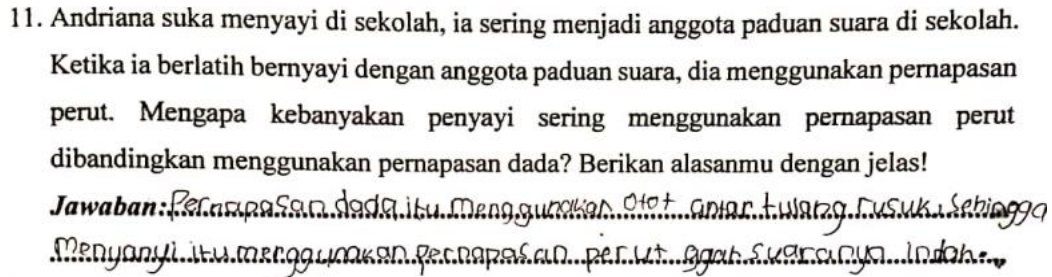 11. Andriana suka menyayi di sekolah, ia sering menjadi anggota paduan suara di sekolah.
Ketika ia berlatih bernyayi dengan anggota paduan suara, dia menggunakan pernapasan
perut. Mengapa kebanyakan penyayi sering menggunakan pernapasan perut
dibandingkan menggunakan pernapasan dada? Berikan alasanmu dengan jelas!
Jawaban: Pernapasan dada itu menggunakan otot antar tulang rusuk, sehingga
menyanyi itu menggunakan pernapasan perut agar suaranya indah.